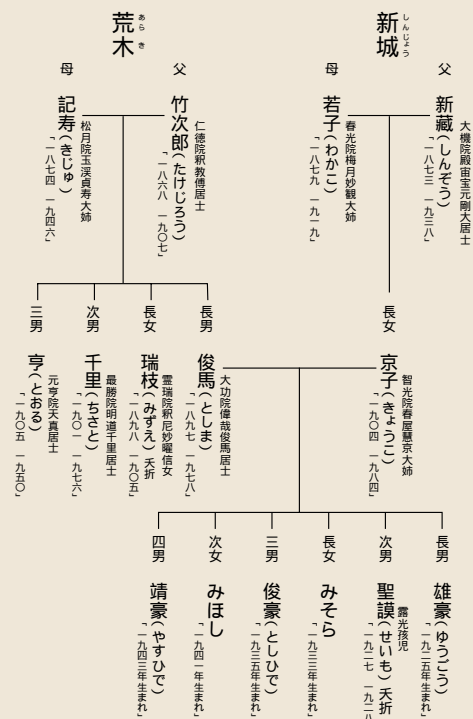 新城
しんじょう
父
新藏(しんぞう)
大機院殿宙宝元剛大居士
「一八七三 一九三八」
母
若子(わかこ)
春光院梅月妙観大姉
「一八七九 一九一九」
荒木
あらき
父
竹次郎(たけじろう)
仁徳院釈教傳居士
「一八六八 一九〇七」
母
記寿(きじゅ)
松月院玉渓貞寿大姉
「一八七四 一九四六」
長女
京子(きょうこ)
智光院春屋慧京大姉
「一九〇四 一九八四」
長男
俊馬(としま)
大功院偉哉俊馬居士
「一八九七 一九七八」
長女
瑞枝(みずえ)夭折
霊瑞院釈尼妙曜信女
「一八九八 一九〇五」
次男
千里(ちさと)
最勝院明道千里居士
「一九〇一 一九七六」
三男
亨(とおる)
元亨院天真居士
「一九〇五 一九五〇」
長男
雄豪(ゆうごう)
「一九二五年生まれ」
次男
聖謨(せいも)夭折
露光孩児
「一九二七 一九二八
長女
みそら
「一九三三年生まれ」
三男
俊豪(としひで)
「一九三五年生まれ」
次女
みほし
「一九四一年生まれ」
四男
靖豪(やすひで)
「一九四三年生まれ」